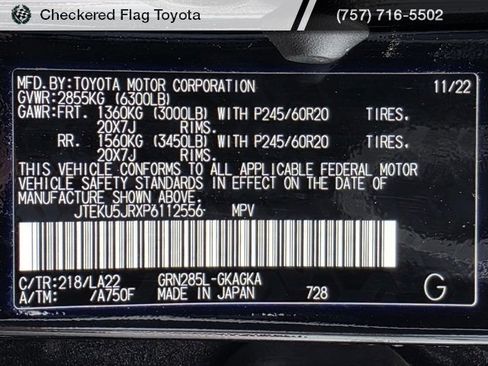 Checkered Flag Toyota
(757) 716-5502
MFD.BY:TOYOTA MOTOR CORPORATION 11/22
GVWR:2855KG (6300LB)
GAWR:FRT. 1360KG (3000LB) WITH P245/60R20 TIRES.
20X7J RIMS.
RR. 1560KG (3450LB) WITH P245/60R20 TIRES.
20X7J RIMS.
THIS VEHICLE CONFORMS TO ALL APPLICABLE FEDERAL MOTOR
VEHICLE SAFETY STANDARDS IN EFFECT ON THE DATE OF
MANUFACTURE SHOWN ABOVE.
JTEKU5JRXP6112556 MPV
C/TR:218/LA22 GRN285L-GKAGKA
A/TM: /A750F MADE IN JAPAN 728 G